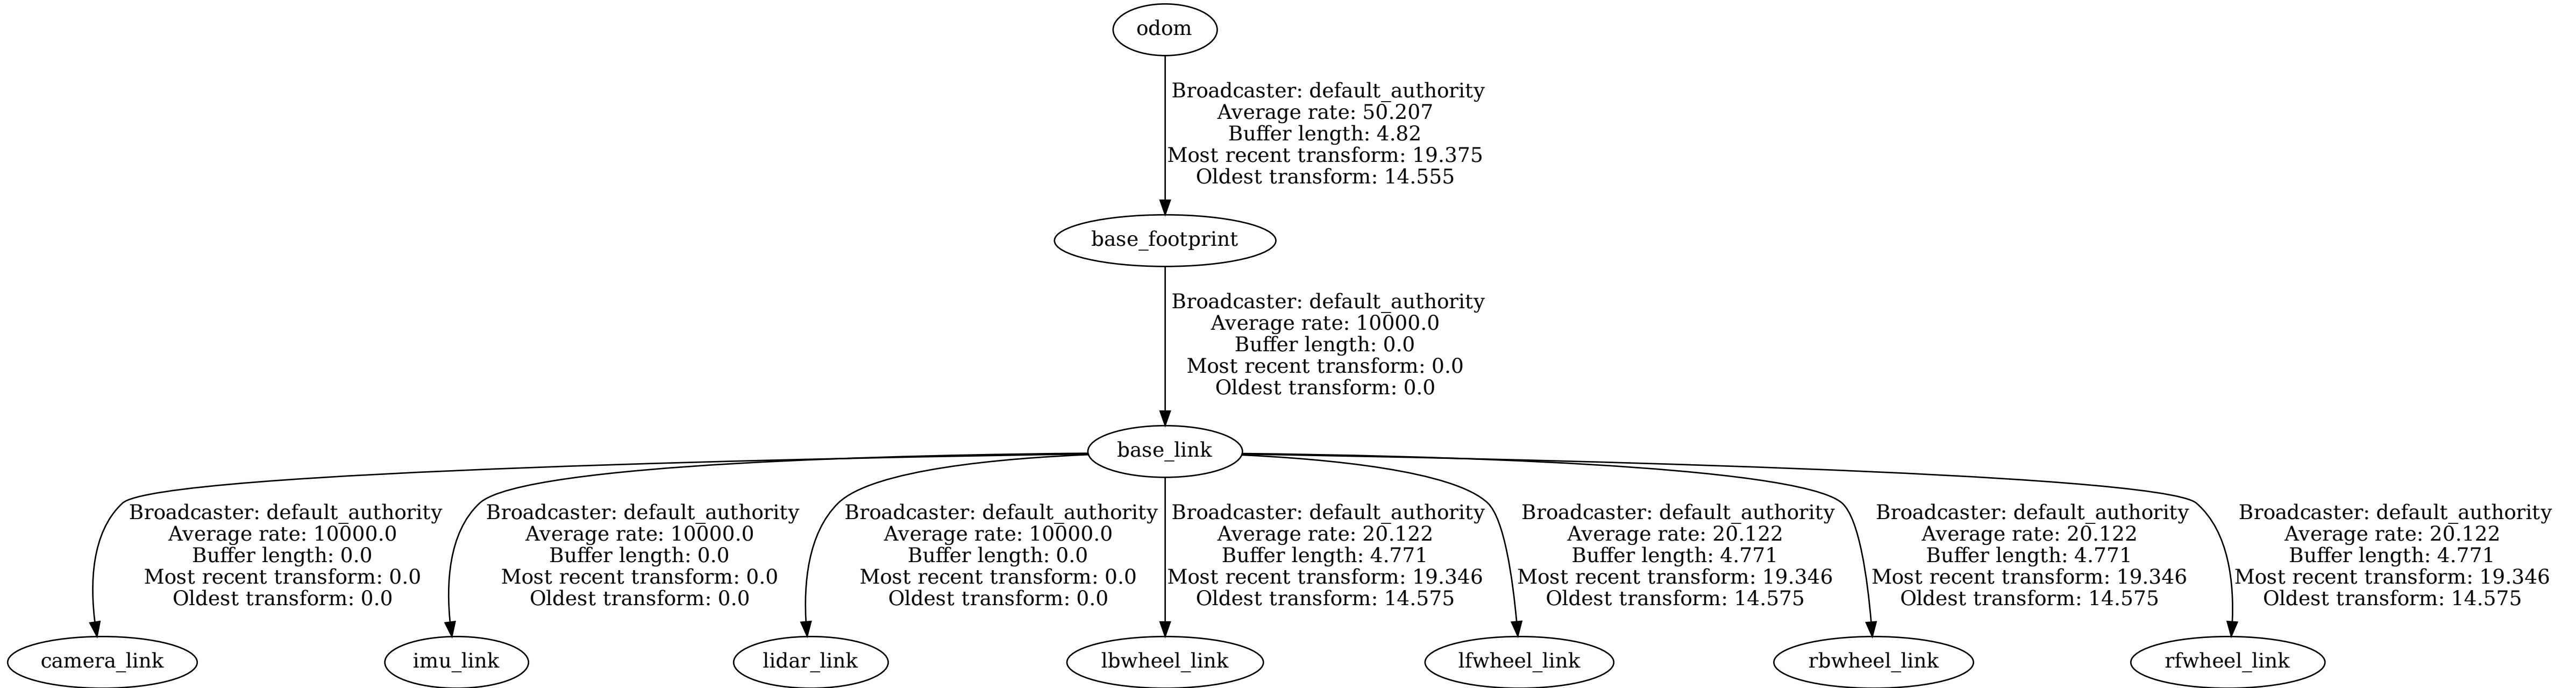 odom
Broadcaster: default_authority
Average rate: 50.207
Buffer length: 4.82
Most recent transform: 19.375
Oldest transform: 14.555
base_footprint
Broadcaster: default_authority
Average rate: 10000.0
Buffer length: 0.0
Most recent transform: 0.0
Oldest transform: 0.0
base_link
Broadcaster: default_authority
Average rate: 10000.0
Buffer length: 0.0
Most recent transform: 0.0
Oldest transform: 0.0
Broadcaster: default_authority
Average rate: 10000.0
Buffer length: 0.0
Most recent transform: 0.0
Oldest transform: 0.0
Broadcaster: default_authority
Average rate: 10000.0
Buffer length: 0.0
Most recent transform: 0.0
Oldest transform: 0.0
Broadcaster: default_authority
Average rate: 20.122
Buffer length: 4.771
Most recent transform: 19.346
Oldest transform: 14.575
Broadcaster: default_authority
Average rate: 20.122
Buffer length: 4.771
Most recent transform: 19.346
Oldest transform: 14.575
Broadcaster: default_authority
Average rate: 20.122
Buffer length: 4.771
Most recent transform: 19.346
Oldest transform: 14.575
Broadcaster: default_authority
Average rate: 20.122
Buffer length: 4.771
Most recent transform: 19.346
Oldest transform: 14.575
camera_link
imu_link
lidar_link
lbwheel_link
lfwheel_link
rbwheel_link
rfwheel_link